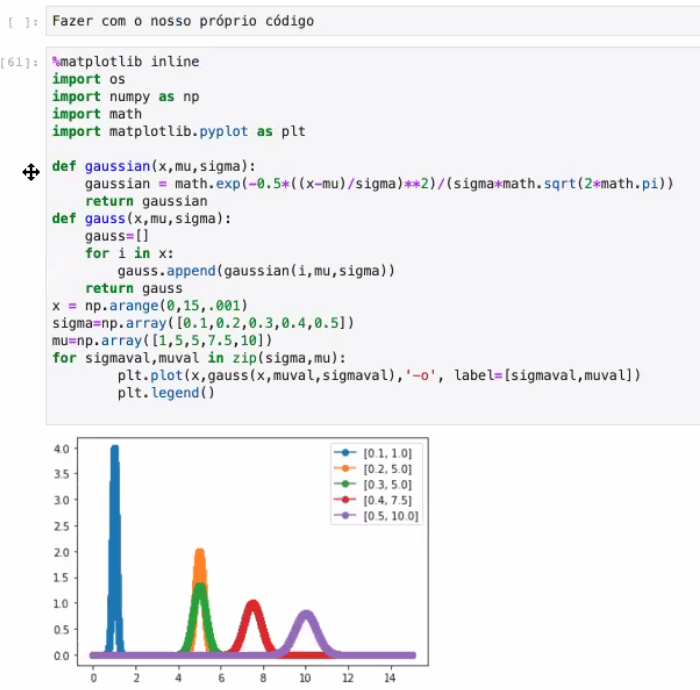 [ ]: Fazer com o nosso próprio código
[61]: %matplotlib inline
import os
import numpy as np
import math
import matplotlib.pyplot as plt
def gaussian(x,mu,sigma):
    gaussian = math.exp(-0.5*((x-mu)/sigma)**2)/(sigma*math.sqrt(2*math.pi))
    return gaussian
def gauss(x,mu,sigma):
    gauss=[]
    for i in x:
        gauss.append(gaussian(i,mu,sigma))
    return gauss
x = np.arange(0,15,.001)
sigma=np.array([0.1,0.2,0.3,0.4,0.5])
mu=np.array([1,5,5,7.5,10])
for sigmaval,muval in zip(sigma,mu):
        plt.plot(x,gauss(x,muval,sigmaval),'-o', label=[sigmaval,muval])
        plt.legend()
4.0
3.5
3.0
2.5
2.0
1.5
1.0
0.5
0.0
[0.1, 1.0]
[0.2, 5.0]
[0.3, 5.0]
[0.4, 7.5]
[0.5, 10.0]
0 2 4 6 8 10 12 14